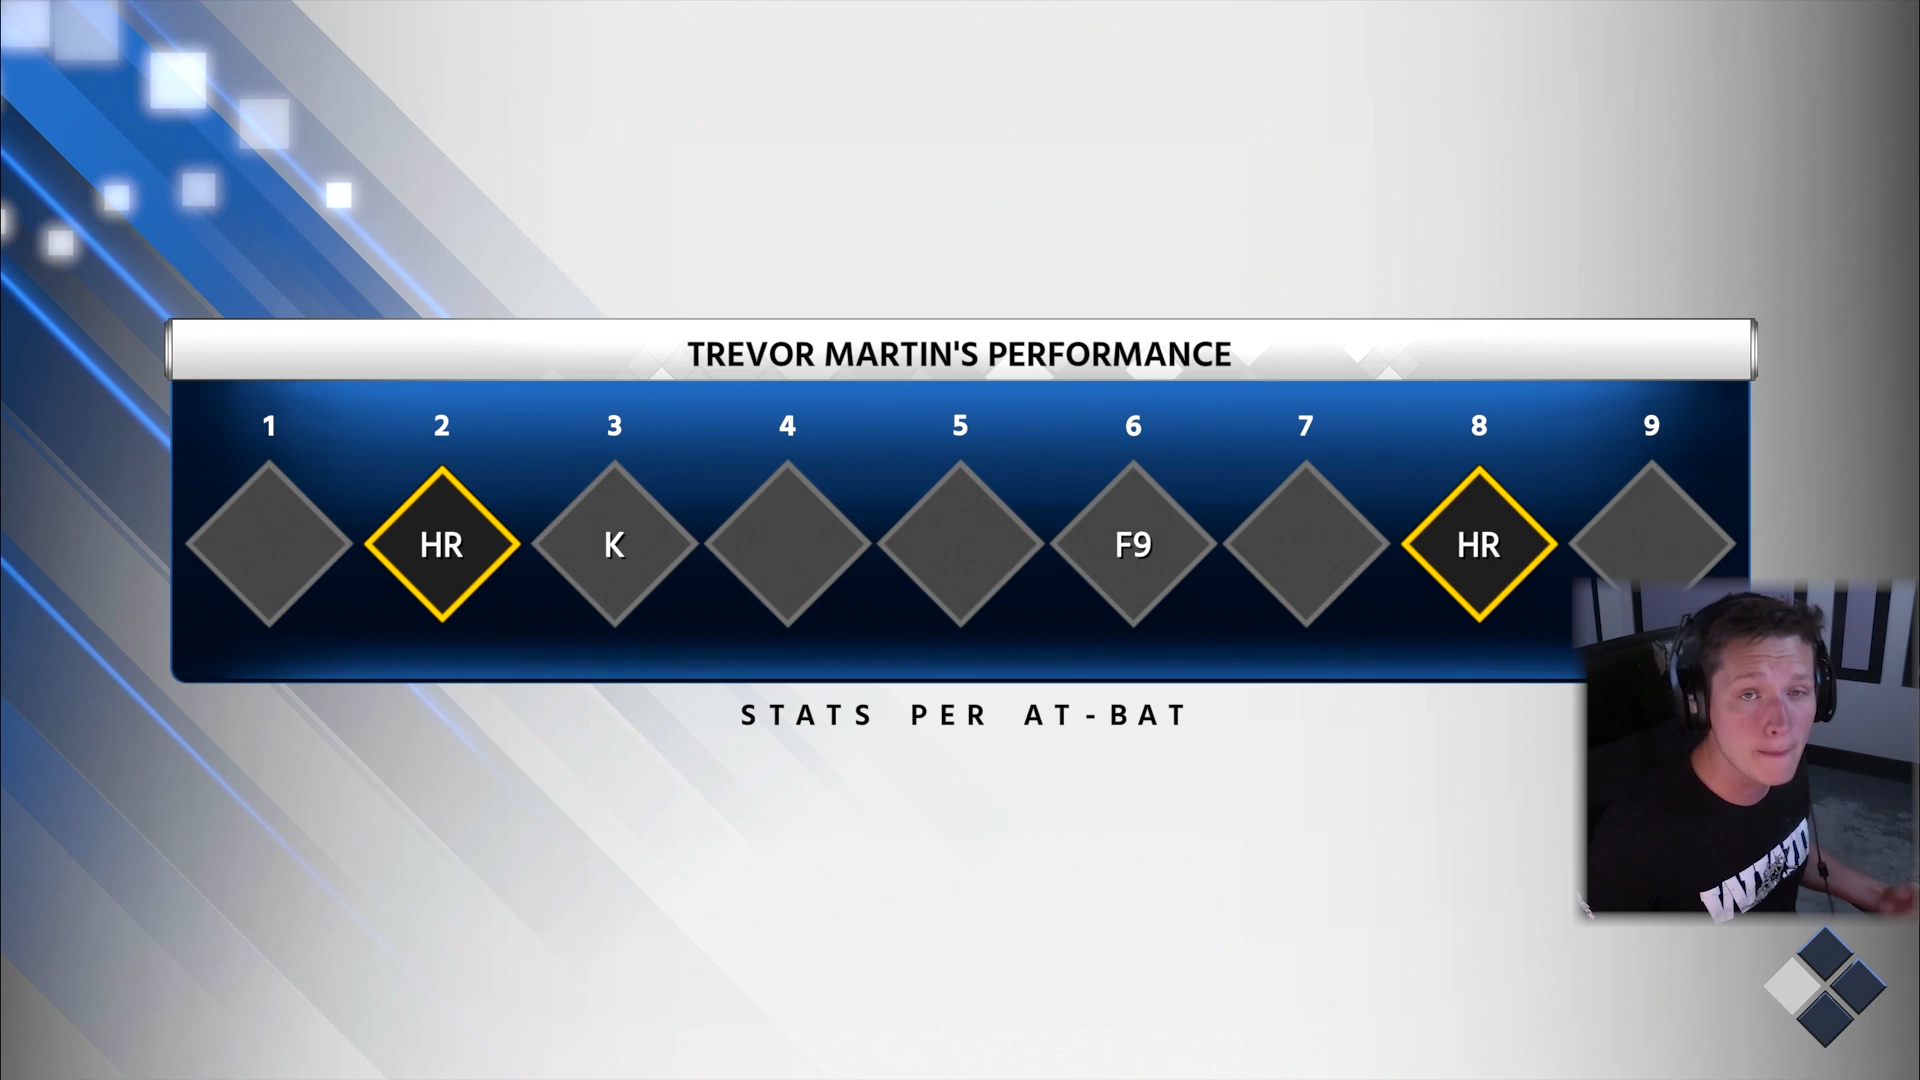 TREVOR MARTIN'S PERFORMANCE
1 2 3 4 5 6 7 8 9
HR K F9 HR
STATS PER AT-BAT